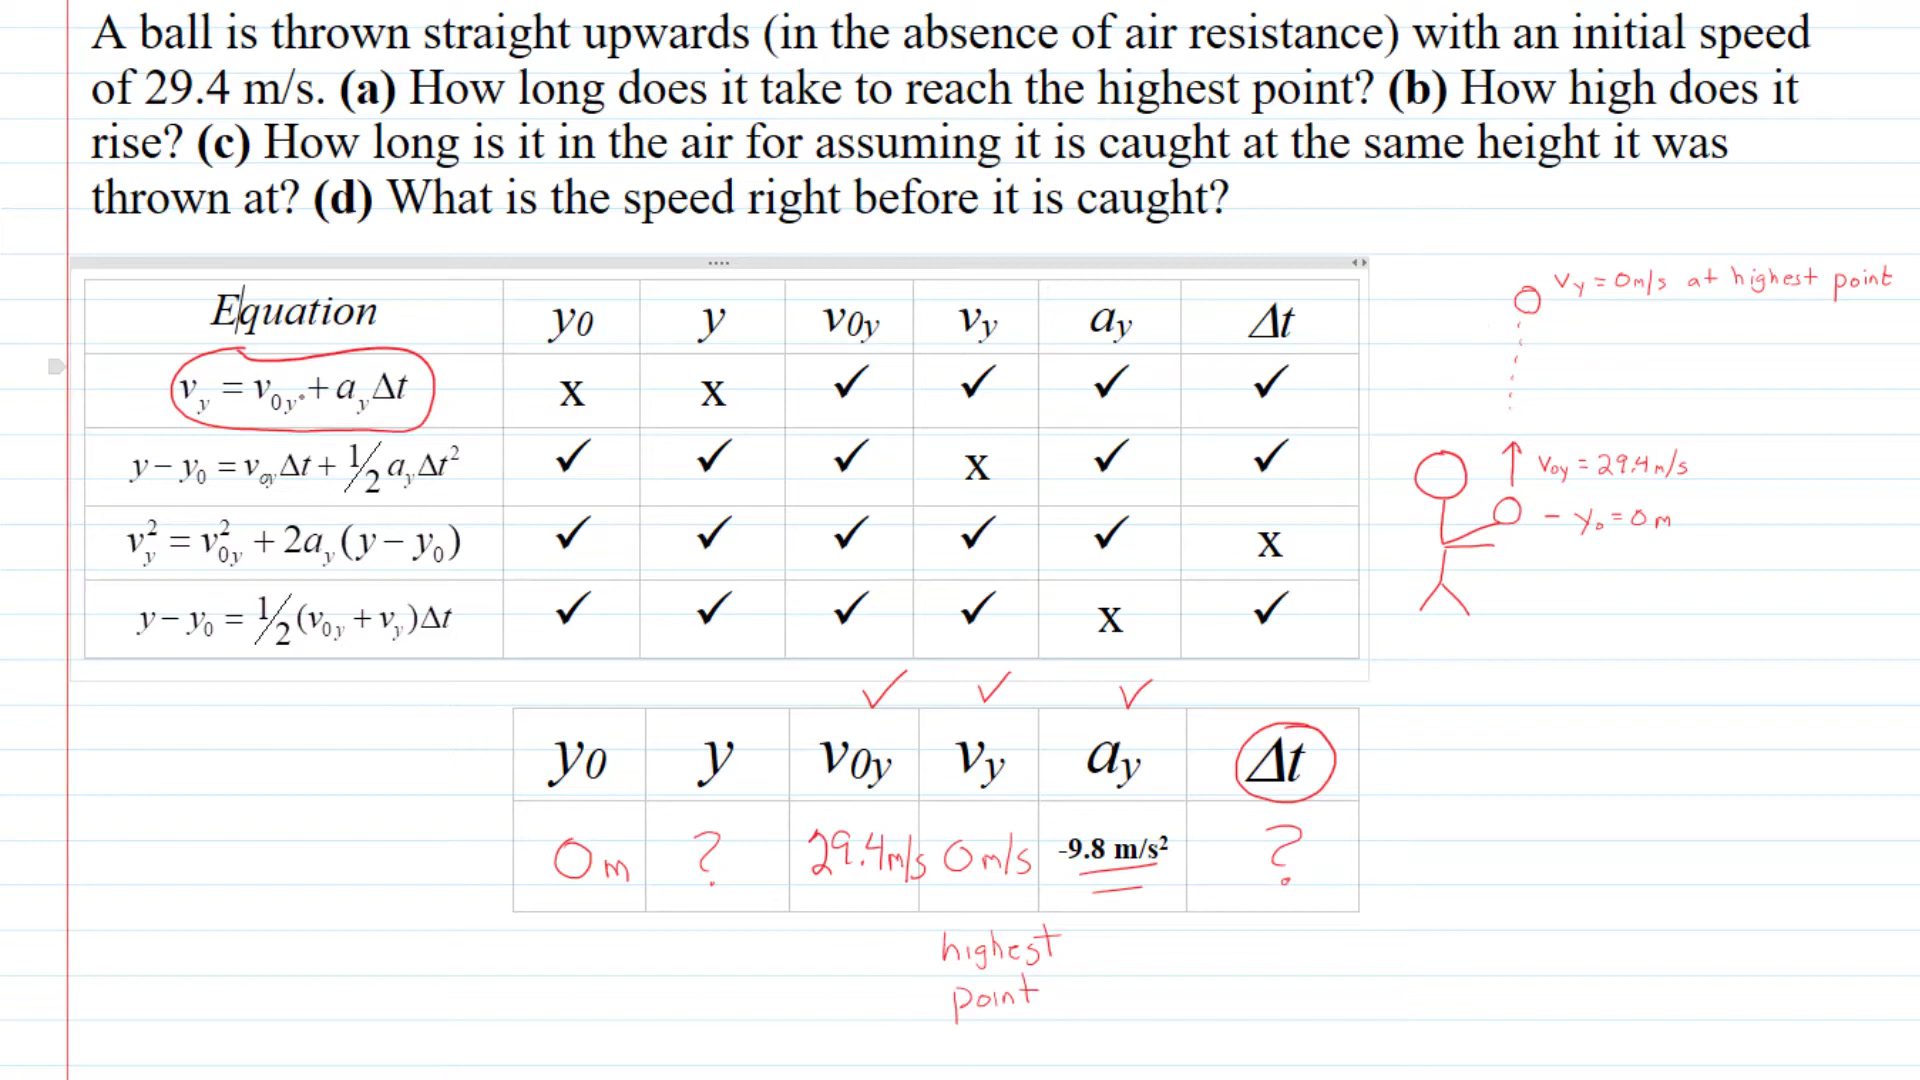 A ball is thrown straight upwards (in the absence of air resistance) with an initial speed
of 29.4 m/s. (a) How long does it take to reach the highest point? (b) How high does it
rise? (c) How long is it in the air for assuming it is caught at the same height it was
thrown at? (d) What is the speed right before it is caught?
Equation y₀ y v₀y vy ay Δt
vy = v₀y + ayΔt x x ✓ ✓ ✓ ✓
y − y₀ = v₀yΔt + 1/2 ayΔt² ✓ ✓ ✓ x ✓ ✓
vy² = v₀y² + 2ay(y − y₀) ✓ ✓ ✓ ✓ ✓ x
y − y₀ = 1/2(v₀y + vy)Δt ✓ ✓ ✓ ✓ x ✓
vy = 0m/s at highest point
v₀y = 29.4m/s
– y₀ = 0m
✓ ✓ ✓
y₀ y v₀y vy ay Δt
0m ? 29.4m/s 0m/s -9.8 m/s² ?
highest
point